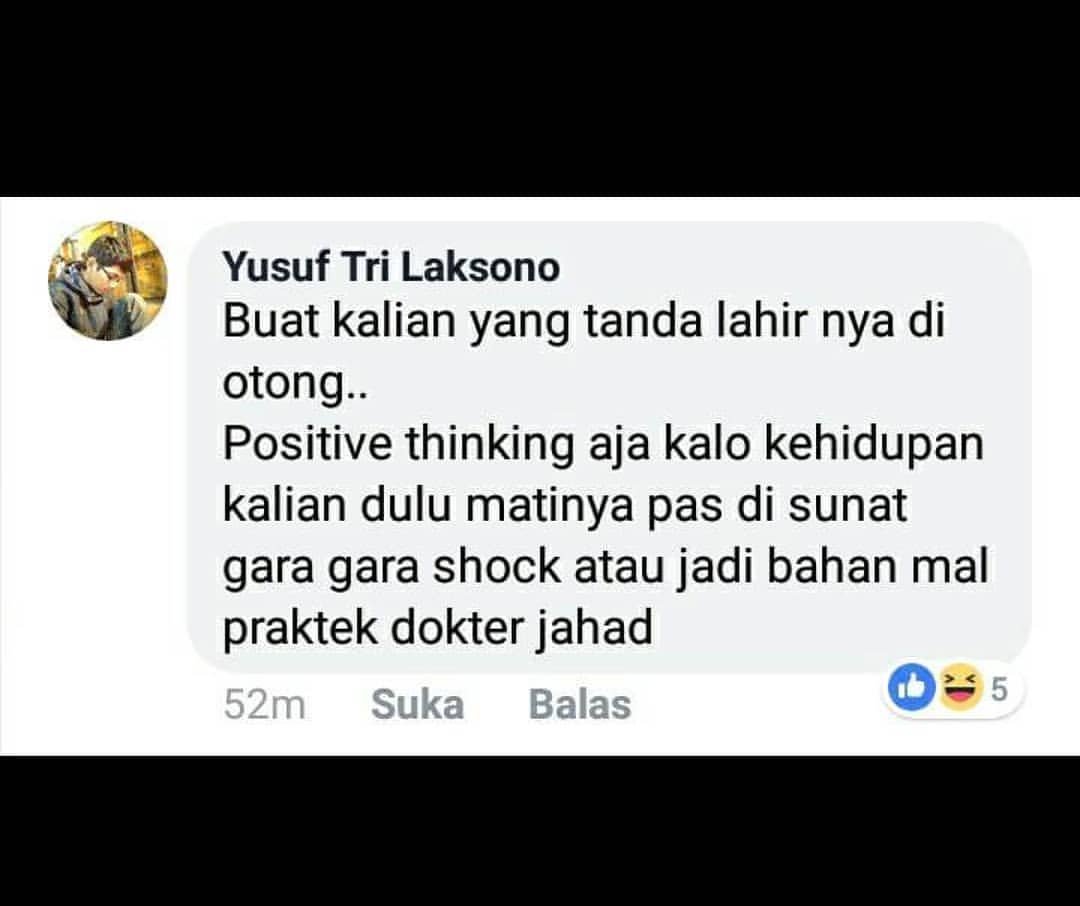 Yusuf Tri Laksono
Buat kalian yang tanda lahir nya di
otong..
Positive thinking aja kalo kehidupan
kalian dulu matinya pas di sunat
gara gara shock atau jadi bahan mal
praktek dokter jahad
52m Suka Balas 5